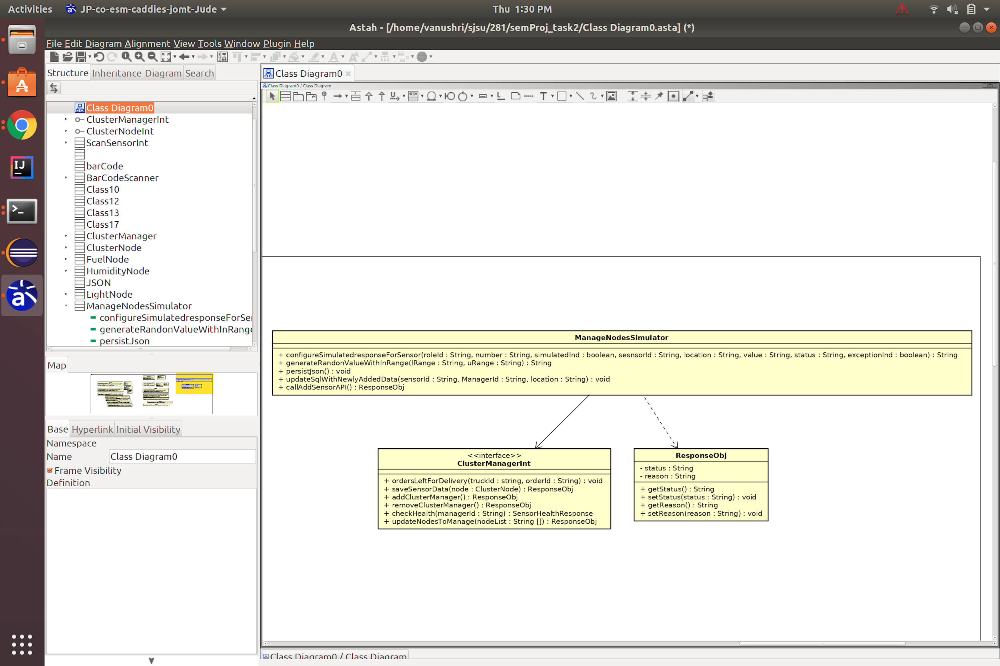 Activities JP-co-esm-caddies-jomt-Jude Thu 1:30 PM
Astah - [/home/vanushri/sjsu/281/semProj_task2/Class Diagram0.asta] (*)
File Edit Diagram Alignment View Tools Window Plugin Help
Structure Inheritance Diagram Search
Class Diagram0
ClusterManagerInt
ClusterNodeInt
ScanSensorInt
barCode
BarCodeScanner
Class10
Class12
Class13
Class17
ClusterManager
ClusterNode
FuelNode
HumidityNode
JSON
LightNode
ManageNodesSimulator
configureSimulatedresponseForSe
generateRandonValueWithInRange
persistJson
Map
Base Hyperlink Initial Visibility
Namespace
Name Class Diagram0
Frame Visibility
Definition
Class Diagram0
Class Diagram0 / Class Diagram
ManageNodesSimulator
+ configureSimulatedresponseForSensor(roleId : String, number : String, simulatedInd : boolean, sesnsorId : String, location : String, value : String, status : String, exceptionInd : boolean) : String
+ generateRandonValueWithInRange(lRange : String, uRange : String) : String
+ persistJson() : void
+ updateSqlWithNewlyAddedData(sensorId : String, ManagerId : String, location : String) : void
+ callAddSensorAPI() : ResponseObj
<<interface>>
ClusterManagerInt
+ ordersLeftForDelivery(truckId : string, orderId : String) : void
+ saveSensorData(node : ClusterNode) : ResponseObj
+ addClusterManager() : ResponseObj
+ removeClusterManager() : ResponseObj
+ checkHealth(managerId : String) : SensorHealthResponse
+ updateNodesToManage(nodeList : String []) : ResponseObj
ResponseObj
- status : String
- reason : String
+ getStatus() : String
+ setStatus(status : String) : void
+ getReason() : String
+ setReason(reason : String) : void
Class Diagram0 / Class Diagram